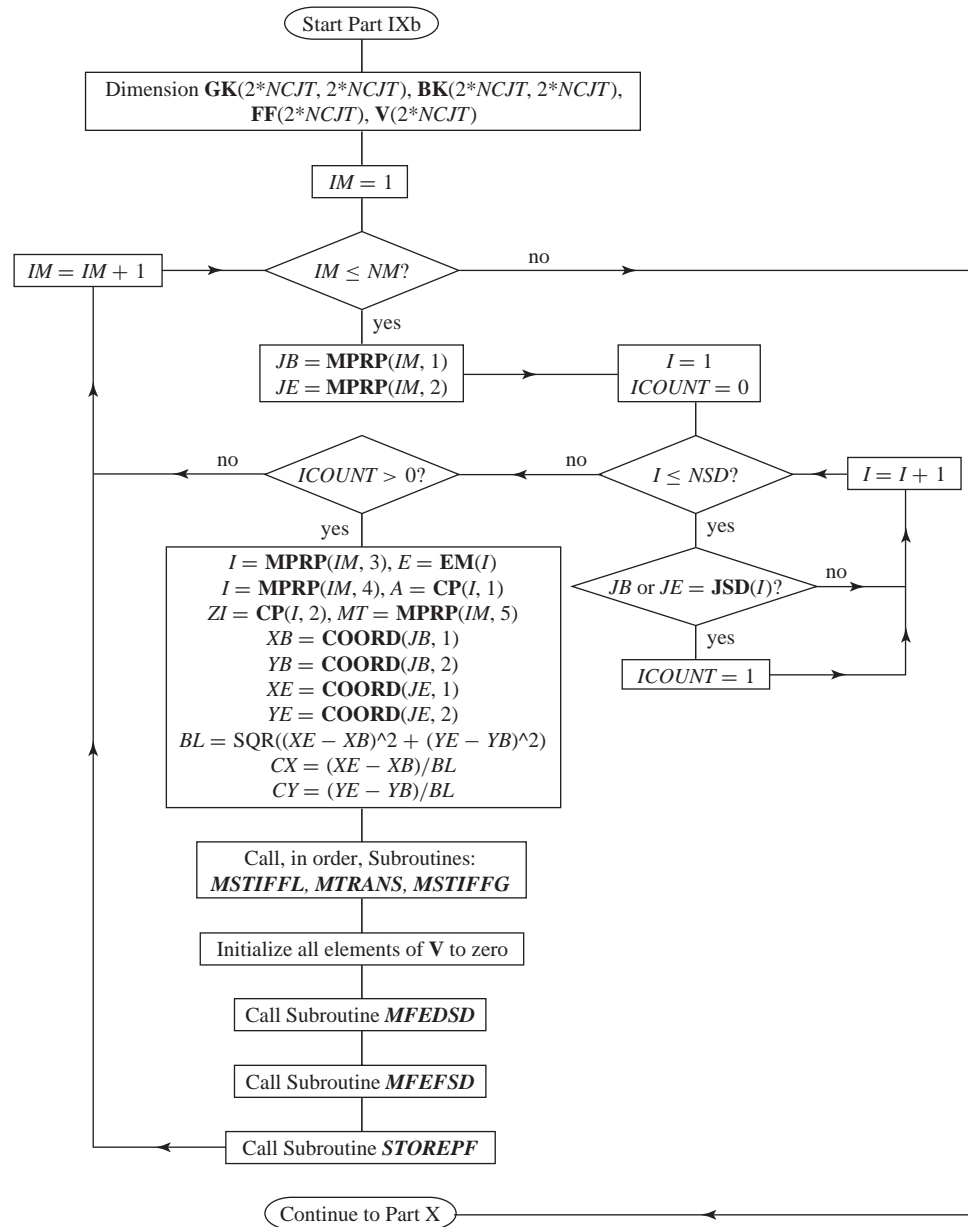 Start Part IXb
Dimension GK(2*NCJT, 2*NCJT), BK(2*NCJT, 2*NCJT),
FF(2*NCJT), V(2*NCJT)
IM = 1
IM = IM + 1
IM ≤ NM?
no
yes
JB = MPRP(IM, 1)
JE = MPRP(IM, 2)
I = 1
ICOUNT = 0
no
ICOUNT > 0?
no
I ≤ NSD?
I = I + 1
yes
yes
I = MPRP(IM, 3), E = EM(I)
I = MPRP(IM, 4), A = CP(I, 1)
ZI = CP(I, 2), MT = MPRP(IM, 5)
XB = COORD(JB, 1)
YB = COORD(JB, 2)
XE = COORD(JE, 1)
YE = COORD(JE, 2)
BL = SQR((XE − XB)^2 + (YE − YB)^2)
CX = (XE − XB)/BL
CY = (YE − YB)/BL
JB or JE = JSD(I)?
no
yes
ICOUNT = 1
Call, in order, Subroutines:
MSTIFFL, MTRANS, MSTIFFG
Initialize all elements of V to zero
Call Subroutine MFEDSD
Call Subroutine MFEFSD
Call Subroutine STOREPF
Continue to Part X